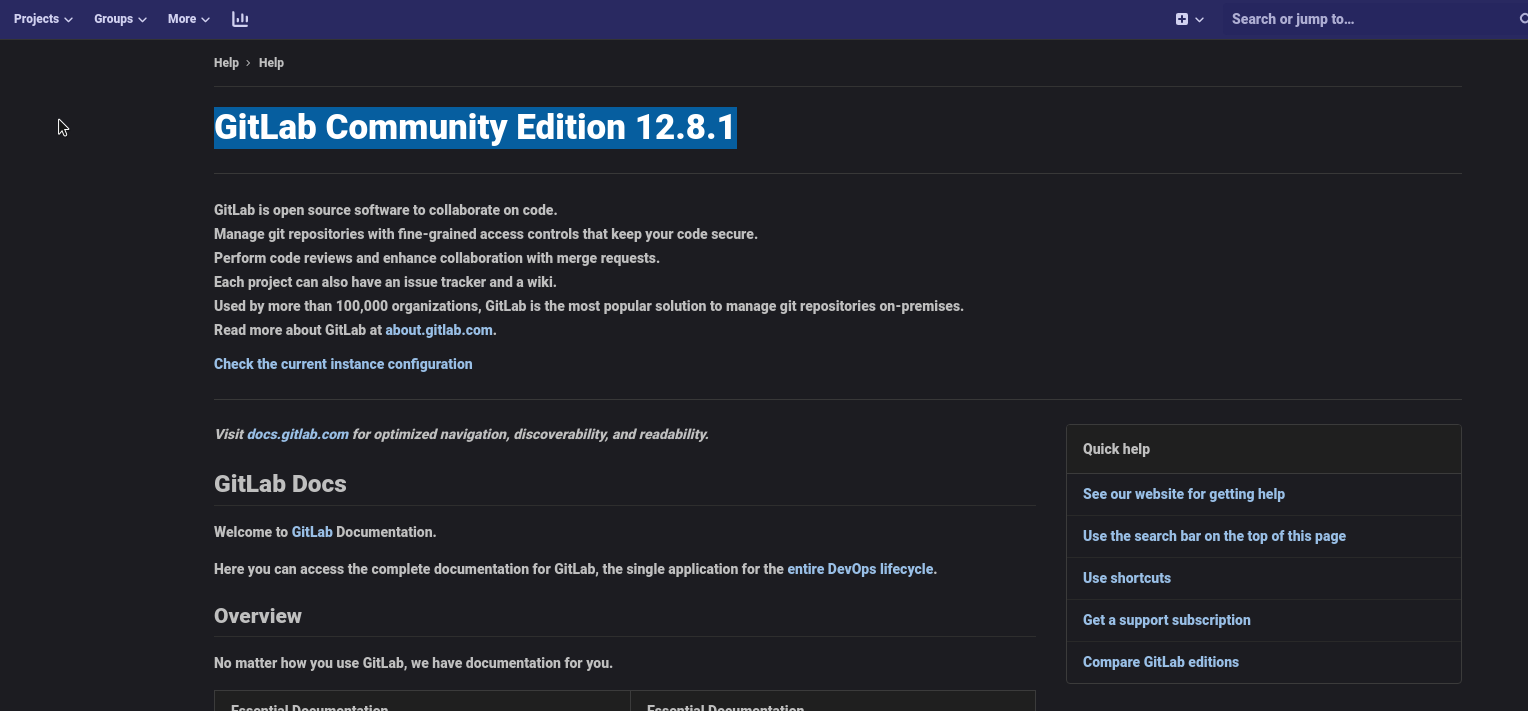 Projects Groups More Search or jump to…
Help › Help
GitLab Community Edition 12.8.1
GitLab is open source software to collaborate on code.
Manage git repositories with fine-grained access controls that keep your code secure.
Perform code reviews and enhance collaboration with merge requests.
Each project can also have an issue tracker and a wiki.
Used by more than 100,000 organizations, GitLab is the most popular solution to manage git repositories on-premises.
Read more about GitLab at about.gitlab.com.
Check the current instance configuration
Visit docs.gitlab.com for optimized navigation, discoverability, and readability.
GitLab Docs
Welcome to GitLab Documentation.
Here you can access the complete documentation for GitLab, the single application for the entire DevOps lifecycle.
Overview
No matter how you use GitLab, we have documentation for you.
Essential Documentation Essential Documentation
Quick help
See our website for getting help
Use the search bar on the top of this page
Use shortcuts
Get a support subscription
Compare GitLab editions